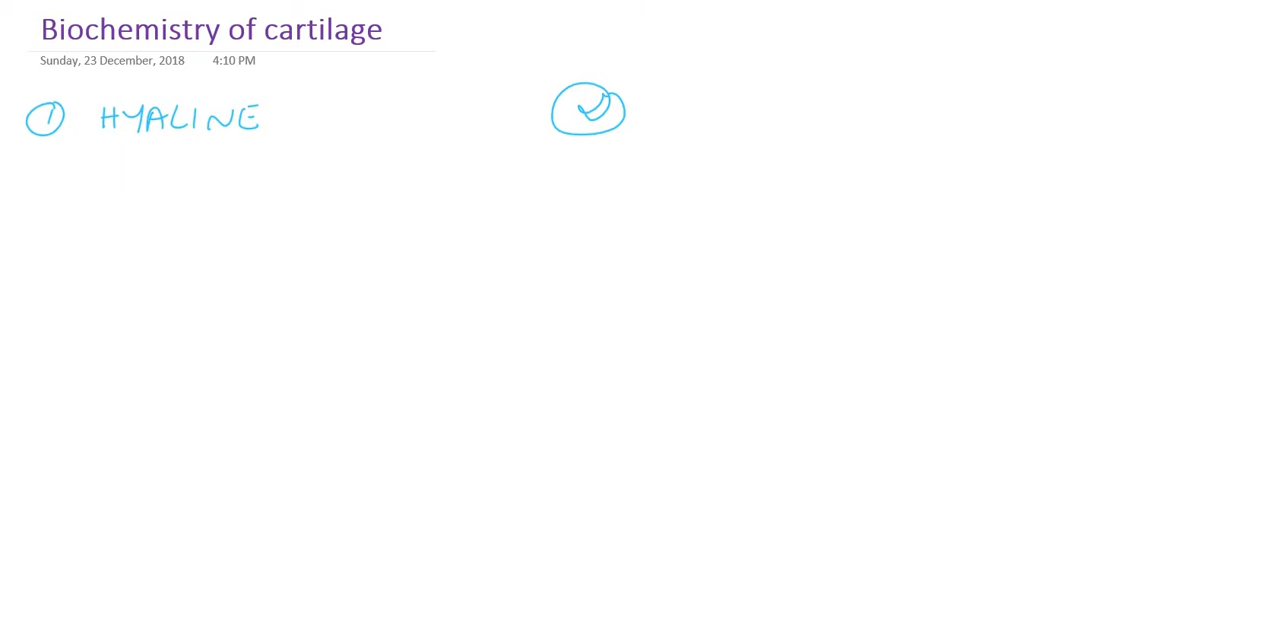 Biochemistry of cartilage
Sunday, 23 December, 2018 4:10 PM
① HYALINE